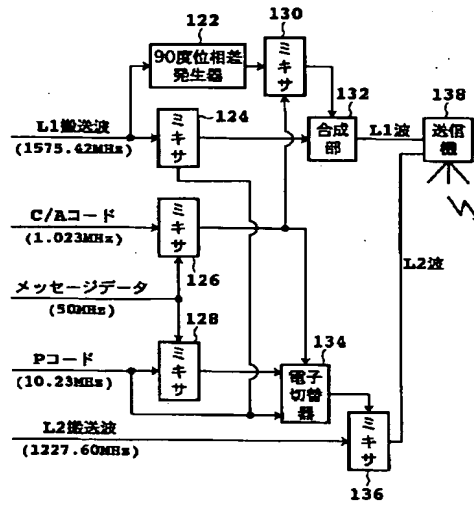 122
130
90度位相差
発生器
ミキサ
132
138
L1搬送波
(1575.42MHz)
ミキサ
124
合成部
L1波
送信機
C/Aコード
(1.023MHz)
ミキサ
126
L2波
メッセージデータ
(50MHz)
128
134
Pコード
(10.23MHz)
ミキサ
電子切替器
L2搬送波
(1227.60MHz)
ミキサ
136